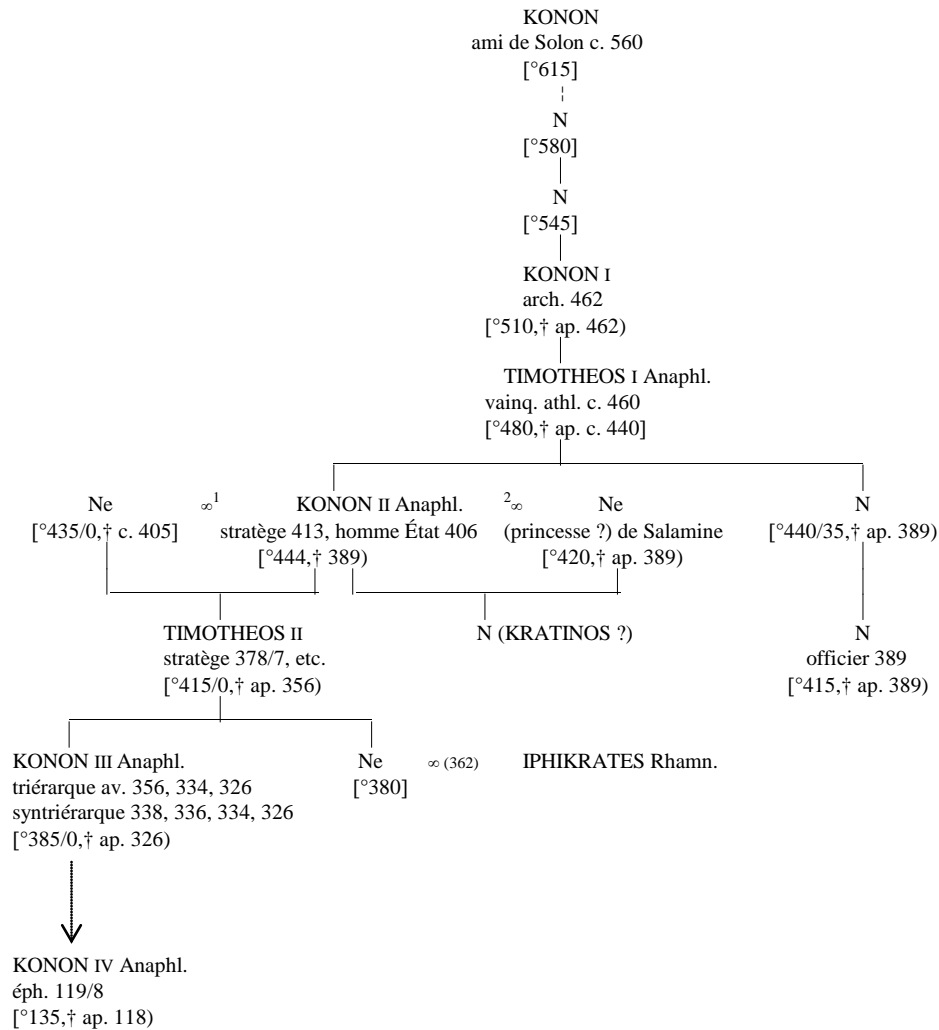 KONON
ami de Solon c. 560
[°615]
N
[°580]
N
[°545]
KONON I
arch. 462
[°510,† ap. 462)
TIMOTHEOS I Anaphl.
vainq. athl. c. 460
[°480,† ap. c. 440]
Ne ∞1 KONON II Anaphl. 2∞ Ne N
[°435/0,† c. 405] stratège 413, homme État 406 (princesse ?) de Salamine [°440/35,† ap. 389)
[°444,† 389) [°420,† ap. 389)
TIMOTHEOS II N (KRATINOS ?) N
stratège 378/7, etc. officier 389
[°415/0,† ap. 356) [°415,† ap. 389)
KONON III Anaphl. Ne ∞ (362) IPHIKRATES Rhamn.
triérarque av. 356, 334, 326 [°380]
syntriérarque 338, 336, 334, 326
[°385/0,† ap. 326)
KONON IV Anaphl.
éph. 119/8
[°135,† ap. 118)